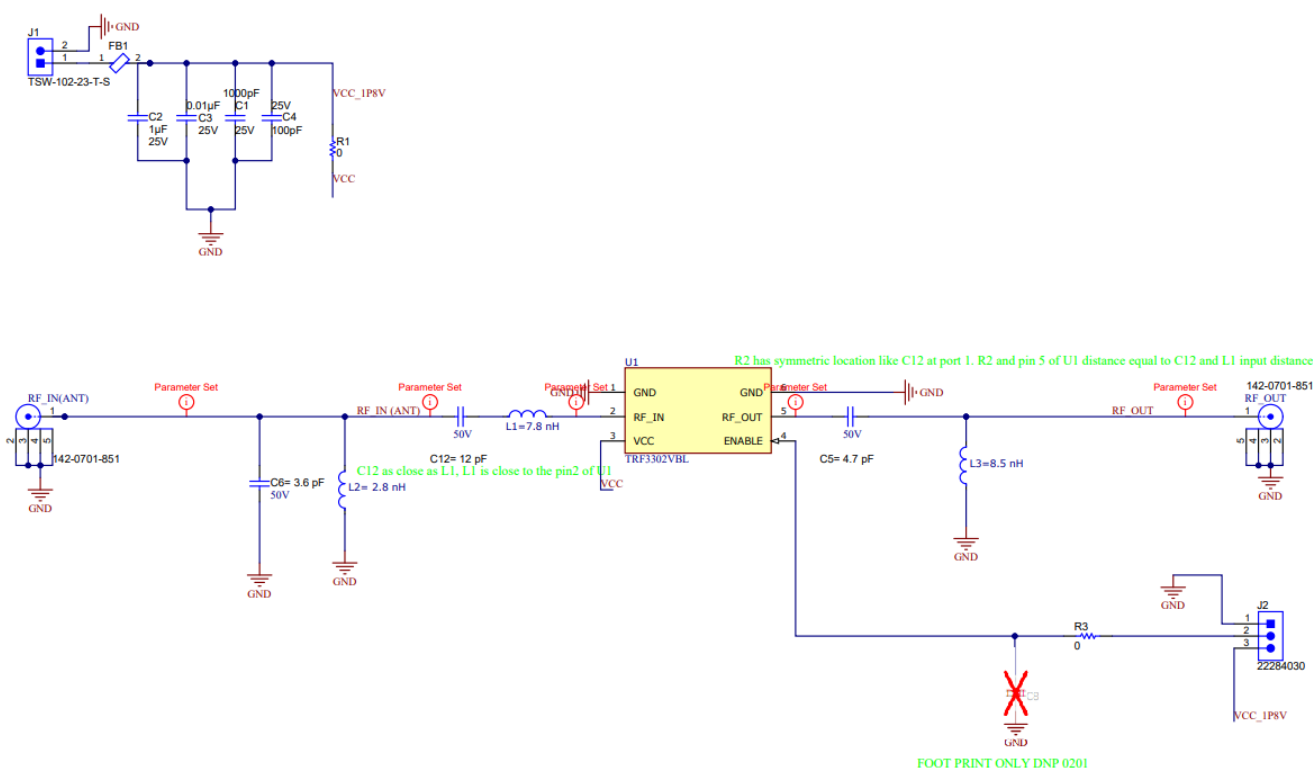 GND
J1
FB1
2
1
1
2
TSW-102-23-T-S
VCC_1P8V
1000pF
0.01µF
25V
C2
C3
C1
C4
1µF
25V
25V
100pF
25V
R1
0
VCC
GND
U1
R2 has symmetric location like C12 at port 1. R2 and pin 5 of U1 distance equal to C12 and L1 input distance
Parameter Set
Parameter Set
Parameter Set
Parameter Set
Parameter Set
142-0701-851
RF_IN(ANT)
GND
1
GND
GND
6
GND
RF_OUT
1
RF_IN (ANT)
2
RF_IN
RF_OUT
5
RF_OUT
1
50V
L1=7.8 nH
3
VCC
ENABLE
4
50V
2
3
4
5
142-0701-851
C12= 12 pF
TRF3302VBL
C5= 4.7 pF
L3=8.5 nH
5
4
3
2
C12 as close as L1, L1 is close to the pin2 of U1
C6= 3.6 pF
50V
L2= 2.8 nH
VCC
GND
GND
GND
GND
GND
GND
J2
1
R3
2
0
3
22284030
C8
VCC_1P8V
GND
FOOT PRINT ONLY DNP 0201